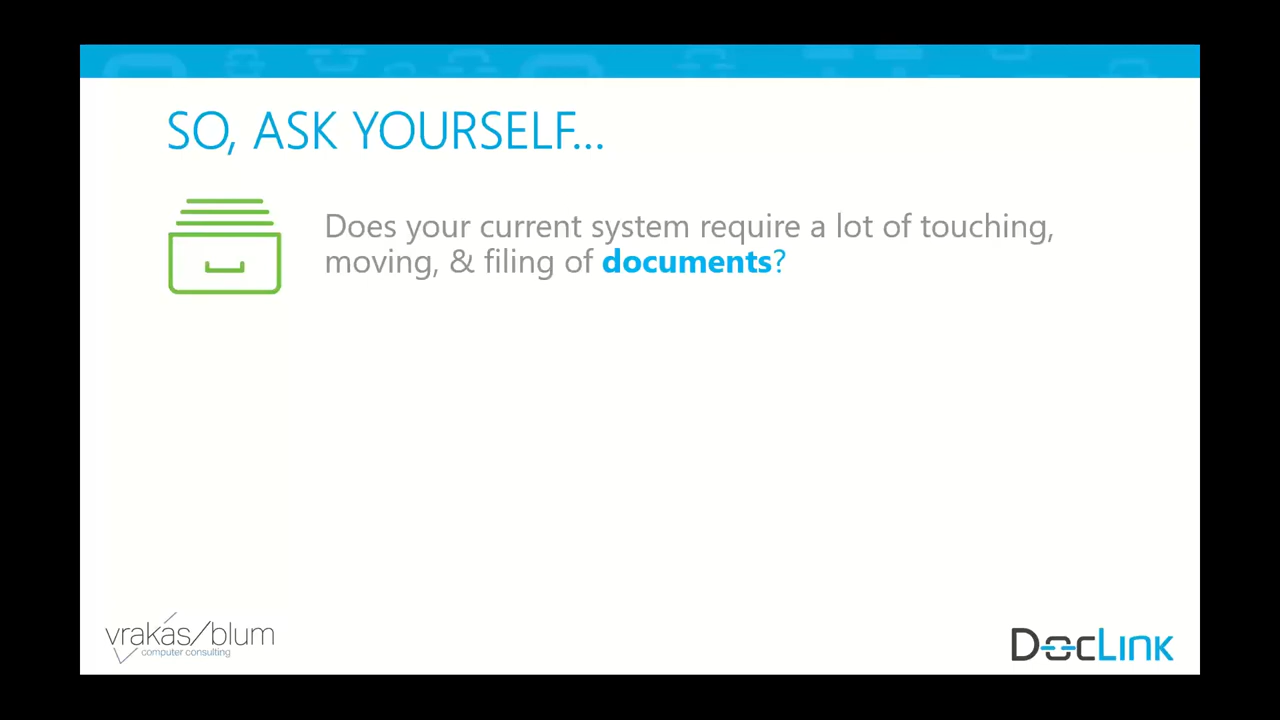 SO, ASK YOURSELF...
Does your current system require a lot of touching,
moving, & filing of documents?
vrakas/blum
computer consulting
DocLink